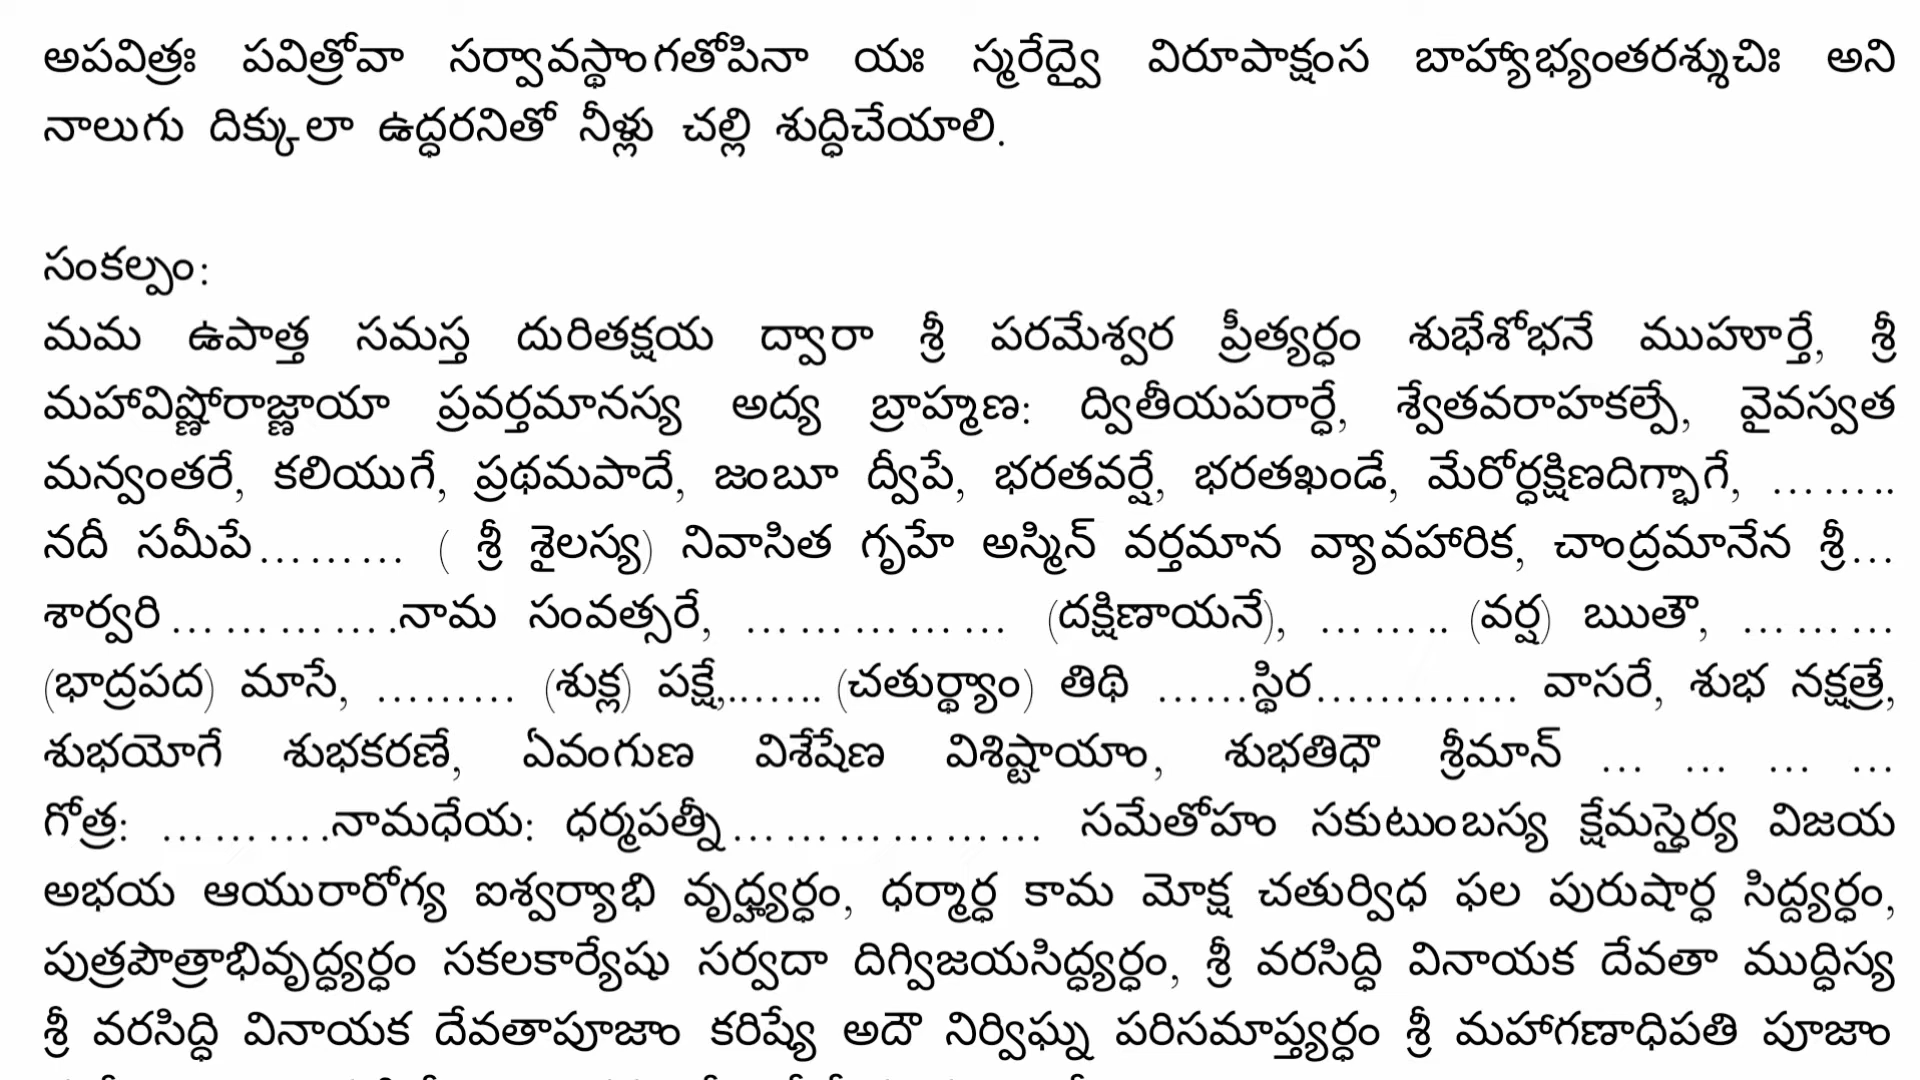 అపవిత్రః పవిత్రోవా సర్వావస్థాంగతోపినా యః స్మరేద్వై విరూపాక్షంస బాహ్యాభ్యంతరశ్శుచిః అని
నాలుగు దిక్కులా ఉద్ధరనితో నీళ్లు చల్లి శుద్ధిచేయాలి.
సంకల్పం:
మమ ఉపాత్త సమస్త దురితక్షయ ద్వారా శ్రీ పరమేశ్వర ప్రీత్యర్ధం శుభేశోభనే ముహూర్తే, శ్రీ
మహావిష్ణోరాజ్ఞాయా ప్రవర్తమానస్య అద్య బ్రాహ్మణ: ద్వితీయపరార్ధే, శ్వేతవరాహకల్పే, వైవస్వత
మన్వంతరే, కలియుగే, ప్రథమపాదే, జంబూ ద్వీపే, భరతవర్షే, భరతఖండే, మేరోర్ధక్షిణదిగ్భాగే, ........
నదీ సమీపే......... ( శ్రీ శైలస్య) నివాసిత గృహే అస్మిన్ వర్తమాన వ్యావహారిక, చాంద్రమానేన శ్రీ...
శార్వరి.............నామ సంవత్సరే, ............... (దక్షిణాయనే), ........ (వర్ష) ఋతౌ, .........
(భాద్రపద) మాసే, ......... (శుక్ల) పక్షే,....... (చతుర్థ్యాం) తిథి ......స్థిర............. వాసరే, శుభ నక్షత్రే,
శుభయోగే శుభకరణే, ఏవంగుణ విశేషేణ విశిష్టాయాం, శుభతిధౌ శ్రీమాన్ ... ... ... ...
గోత్ర: ..........నామధేయ: ధర్మపత్నీ.................. సమేతోహం సకుటుంబస్య క్షేమస్థైర్య విజయ
అభయ ఆయురారోగ్య ఐశ్వర్యాభి వృధ్హ్యర్ధం, ధర్మార్ధ కామ మోక్ష చతుర్విధ ఫల పురుషార్ధ సిద్ద్యర్ధం,
పుత్రపౌత్రాభివృద్ధ్యర్ధం సకలకార్యేషు సర్వదా దిగ్విజయసిద్ధ్యర్ధం, శ్రీ వరసిద్ధి వినాయక దేవతా ముద్ధిస్య
శ్రీ వరసిద్ధి వినాయక దేవతాపూజాం కరిష్యే అదౌ నిర్విఘ్న పరిసమాప్త్యర్ధం శ్రీ మహాగణాధిపతి పూజాం